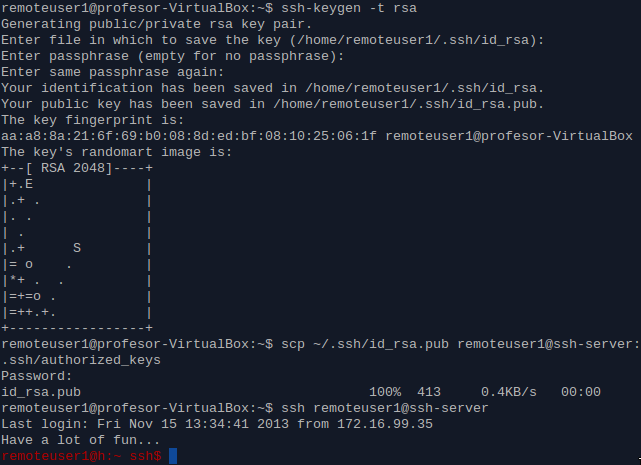 remoteuser1@profesor-VirtualBox:~$ ssh-keygen -t rsa
Generating public/private rsa key pair.
Enter file in which to save the key (/home/remoteuser1/.ssh/id_rsa):
Enter passphrase (empty for no passphrase):
Enter same passphrase again:
Your identification has been saved in /home/remoteuser1/.ssh/id_rsa.
Your public key has been saved in /home/remoteuser1/.ssh/id_rsa.pub.
The key fingerprint is:
aa:a8:8a:21:6f:69:b0:08:8d:ed:bf:08:10:25:06:1f remoteuser1@profesor-VirtualBox
The key's randomart image is:
+--[ RSA 2048]----+
|+.E              |
|.+ .             |
|. .              |
| .               |
|.+      S        |
|= o    .         |
|*+ .  .          |
|=+=o .           |
|=++.+.           |
+-----------------+
remoteuser1@profesor-VirtualBox:~$ scp ~/.ssh/id_rsa.pub remoteuser1@ssh-server:
.ssh/authorized_keys
Password:
id_rsa.pub                                    100%  413     0.4KB/s   00:00
remoteuser1@profesor-VirtualBox:~$ ssh remoteuser1@ssh-server
Last login: Fri Nov 15 13:34:41 2013 from 172.16.99.35
Have a lot of fun...
remoteuser1@h:~ ssh$